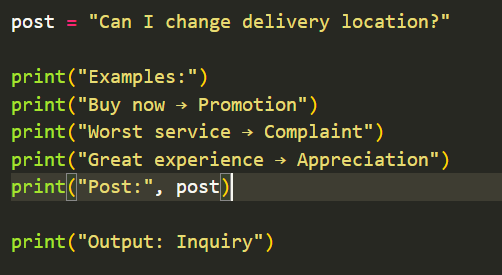 post = "Can I change delivery location?"
print("Examples:")
print("Buy now → Promotion")
print("Worst service → Complaint")
print("Great experience → Appreciation")
print("Post:", post)
print("Output: Inquiry")